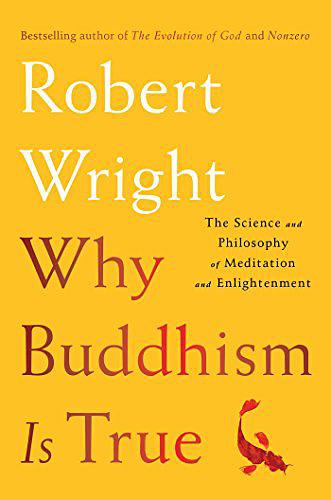 Bestselling author of The Evolution of God and Nonzero
Robert
Wright
The Science and
Philosophy
of Meditation
and Enlightenment
Why
Buddhism
Is True